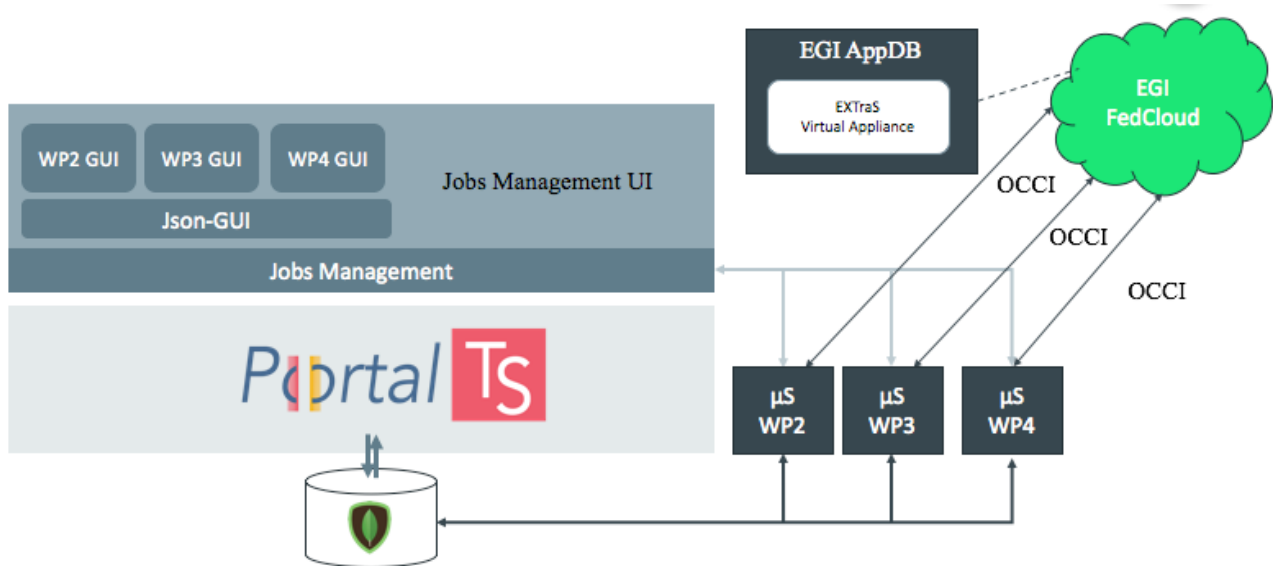 EGI AppDB
EXTraS
Virtual Appliance
EGI
FedCloud
WP2 GUI
WP3 GUI
WP4 GUI
Json-GUI
Jobs Management UI
Jobs Management
OCCI
OCCI
OCCI
Portal TS
µS
WP2
µS
WP3
µS
WP4